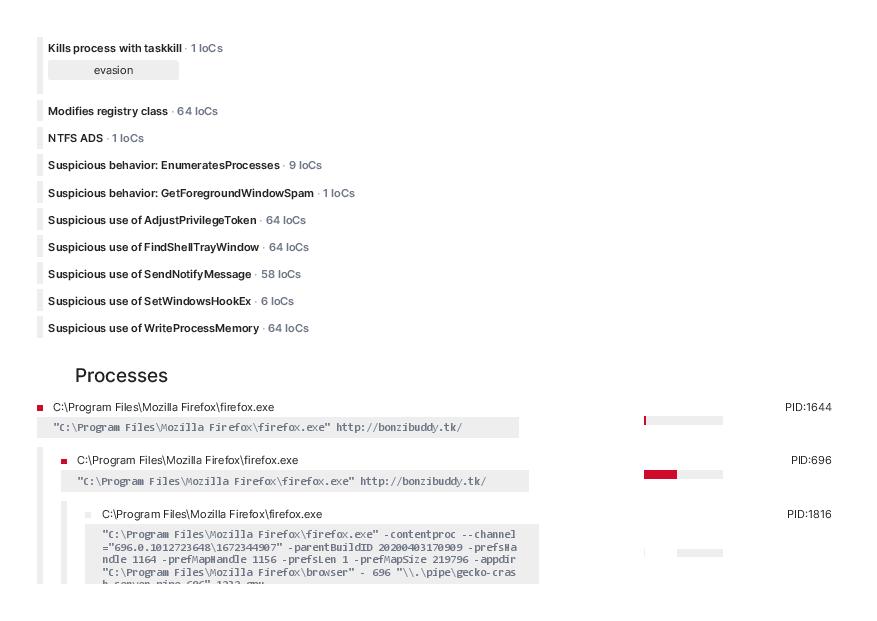 Kills process with taskkill · 1 IoCs
evasion
Modifies registry class · 64 IoCs
NTFS ADS · 1 IoCs
Suspicious behavior: EnumeratesProcesses · 9 IoCs
Suspicious behavior: GetForegroundWindowSpam · 1 IoCs
Suspicious use of AdjustPrivilegeToken · 64 IoCs
Suspicious use of FindShellTrayWindow · 64 IoCs
Suspicious use of SendNotifyMessage · 58 IoCs
Suspicious use of SetWindowsHookEx · 6 IoCs
Suspicious use of WriteProcessMemory · 64 IoCs
Processes
C:\Program Files\Mozilla Firefox\firefox.exe PID:1644
"C:\Program Files\Mozilla Firefox\firefox.exe" http://bonzibuddy.tk/
C:\Program Files\Mozilla Firefox\firefox.exe PID:696
"C:\Program Files\Mozilla Firefox\firefox.exe" http://bonzibuddy.tk/
C:\Program Files\Mozilla Firefox\firefox.exe PID:1816
"C:\Program Files\Mozilla Firefox\firefox.exe" -contentproc --channel
="696.0.1012723648\1672344907" -parentBuildID 20200403170909 -prefsHa
ndle 1164 -prefMapHandle 1156 -prefsLen 1 -prefMapSize 219796 -appdir
"C:\Program Files\Mozilla Firefox\browser" - 696 "\\.\pipe\gecko-cras